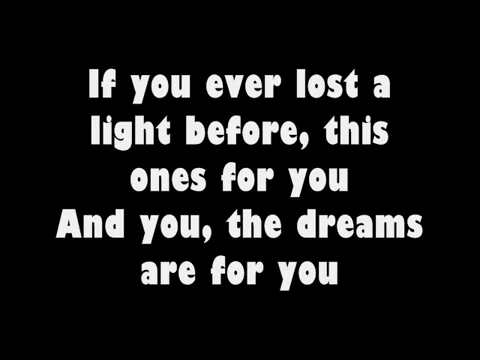 If you ever lost a
light before, this
ones for you
And you, the dreams
are for you